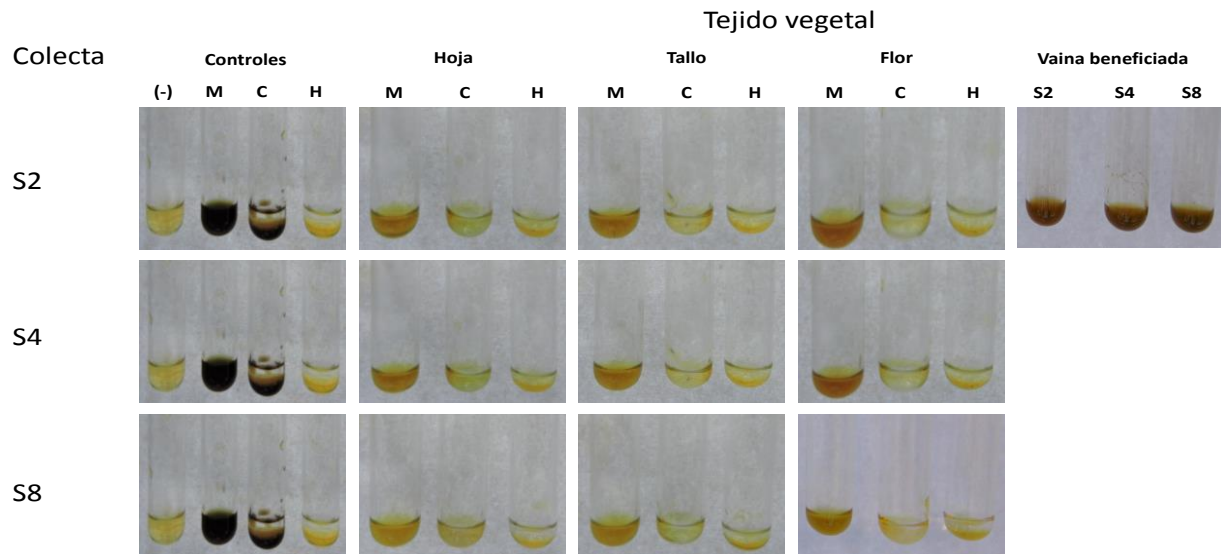 Tejido vegetal
Colecta
Controles Hoja Tallo Flor Vaina beneficiada
(-) M C H M C H M C H M C H S2 S4 S8
S2
S4
S8